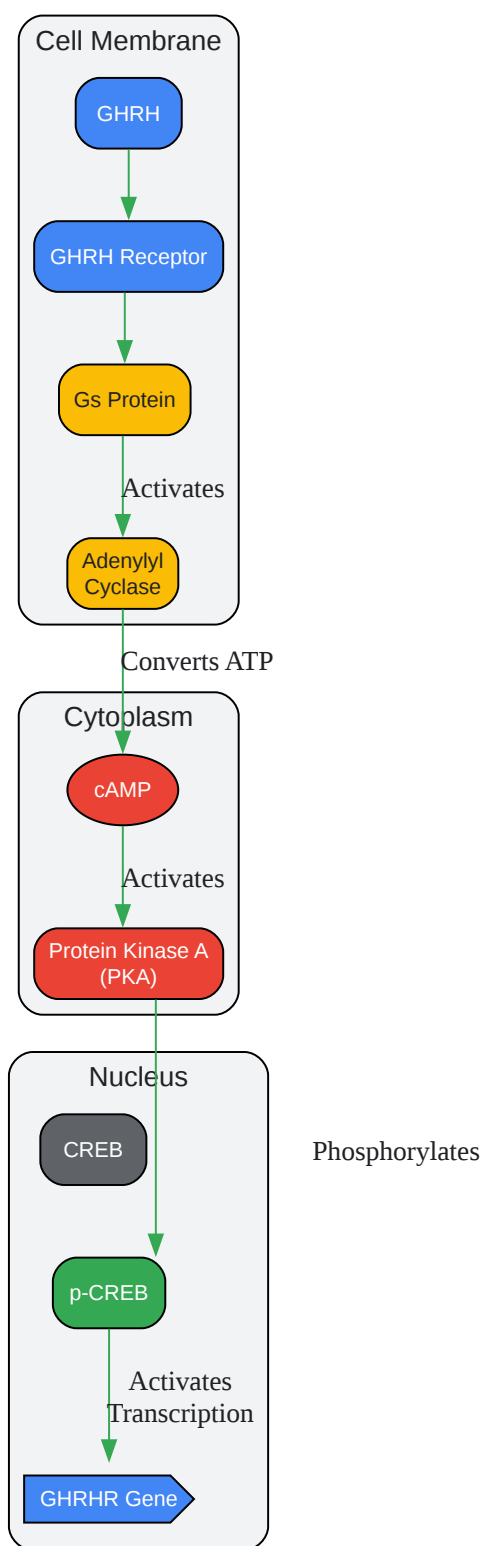 Cell Membrane
GHRH
GHRH Receptor
Gs Protein
Activates
Adenylyl
Cyclase
Converts ATP
Cytoplasm
cAMP
Activates
Protein Kinase A
(PKA)
Nucleus
CREB
Phosphorylates
p-CREB
Activates
Transcription
GHRHR Gene